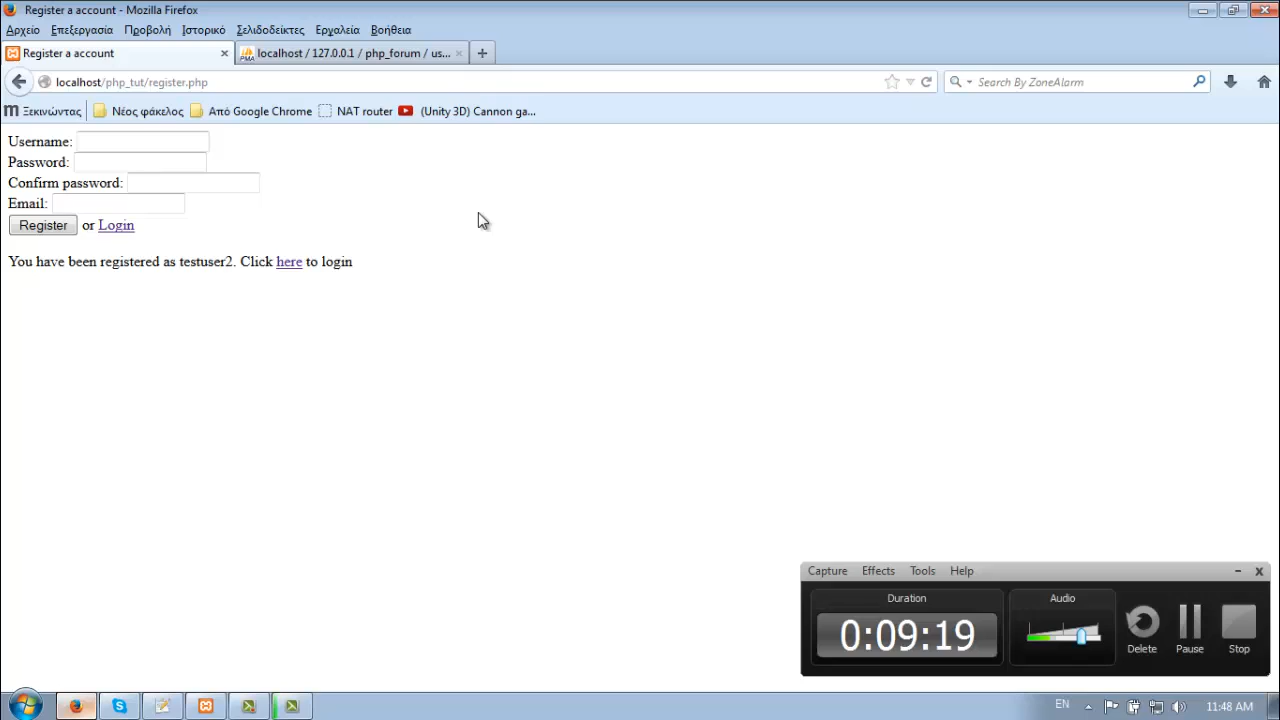 Register a account - Mozilla Firefox
Αρχείο Επεξεργασία Προβολή Ιστορικό Σελιδοδείκτες Εργαλεία Βοήθεια
Register a account × PMA localhost / 127.0.0.1 / php_forum / us... × +
localhost/php_tut/register.php Search By ZoneAlarm
m Ξεκινώντας Νέος φάκελος Από Google Chrome NAT router (Unity 3D) Cannon ga...
Username:
Password:
Confirm password:
Email:
Register or Login
You have been registered as testuser2. Click here to login
Capture Effects Tools Help – x
Duration Audio
0:09:19
Delete Pause Stop
EN 11:48 AM